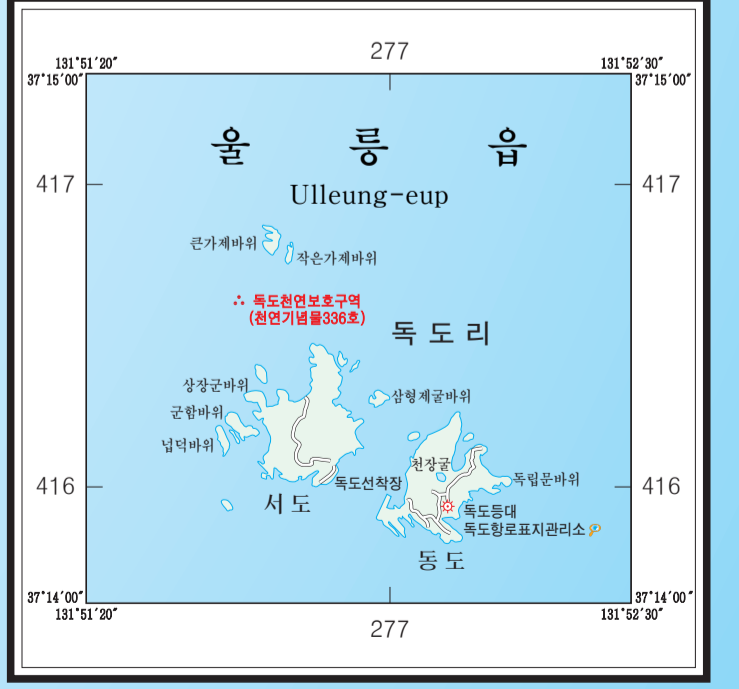 277
131°51′20″
131°52′30″
37°15′00″
37°15′00″
울 릉 읍
417
417
Ulleung-eup
큰가제바위
작은가제바위
독도천연보호구역
(천연기념물336호)
독 도 리
상장군바위
삼형제굴바위
군함바위
넙덕바위
천장굴
독립문바위
독도선착장
416
416
서 도
독도등대
독도항로표지관리소
동 도
37°14′00″
37°14′00″
131°51′20″
131°52′30″
277